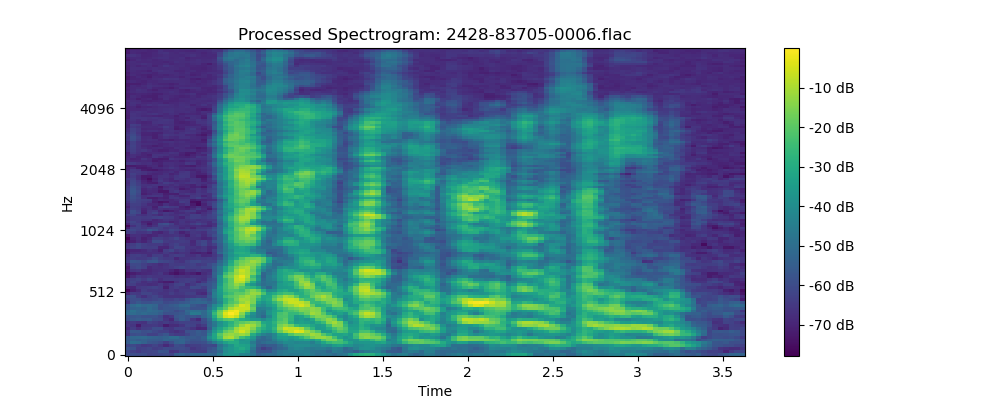 Processed Spectrogram: 2428-83705-0006.flac
Hz
4096
2048
1024
512
0
0
0.5
1
1.5
2
2.5
3
3.5
Time
-10 dB
-20 dB
-30 dB
-40 dB
-50 dB
-60 dB
-70 dB